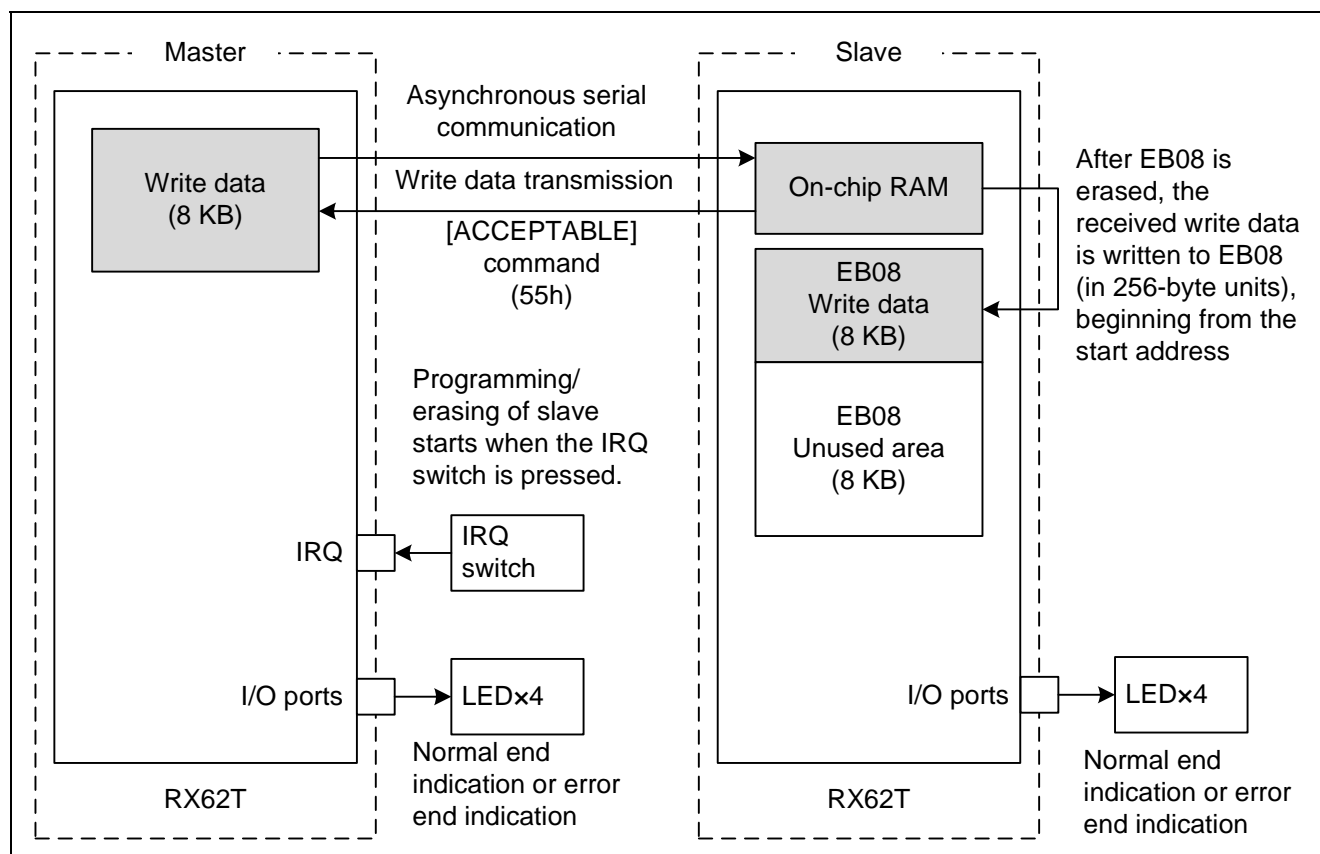 Master
Slave
Asynchronous serial
communication
Write data
(8 KB)
Write data transmission
[ACCEPTABLE]
command
(55h)
On-chip RAM
After EB08 is
erased, the
received write data
is written to EB08
(in 256-byte units),
beginning from the
start address
EB08
Write data
(8 KB)
EB08
Unused area
(8 KB)
Programming/
erasing of slave
starts when the IRQ
switch is pressed.
IRQ
IRQ
switch
I/O ports
LED×4
Normal end
indication or error
end indication
I/O ports
LED×4
Normal end
indication or error
end indication
RX62T
RX62T